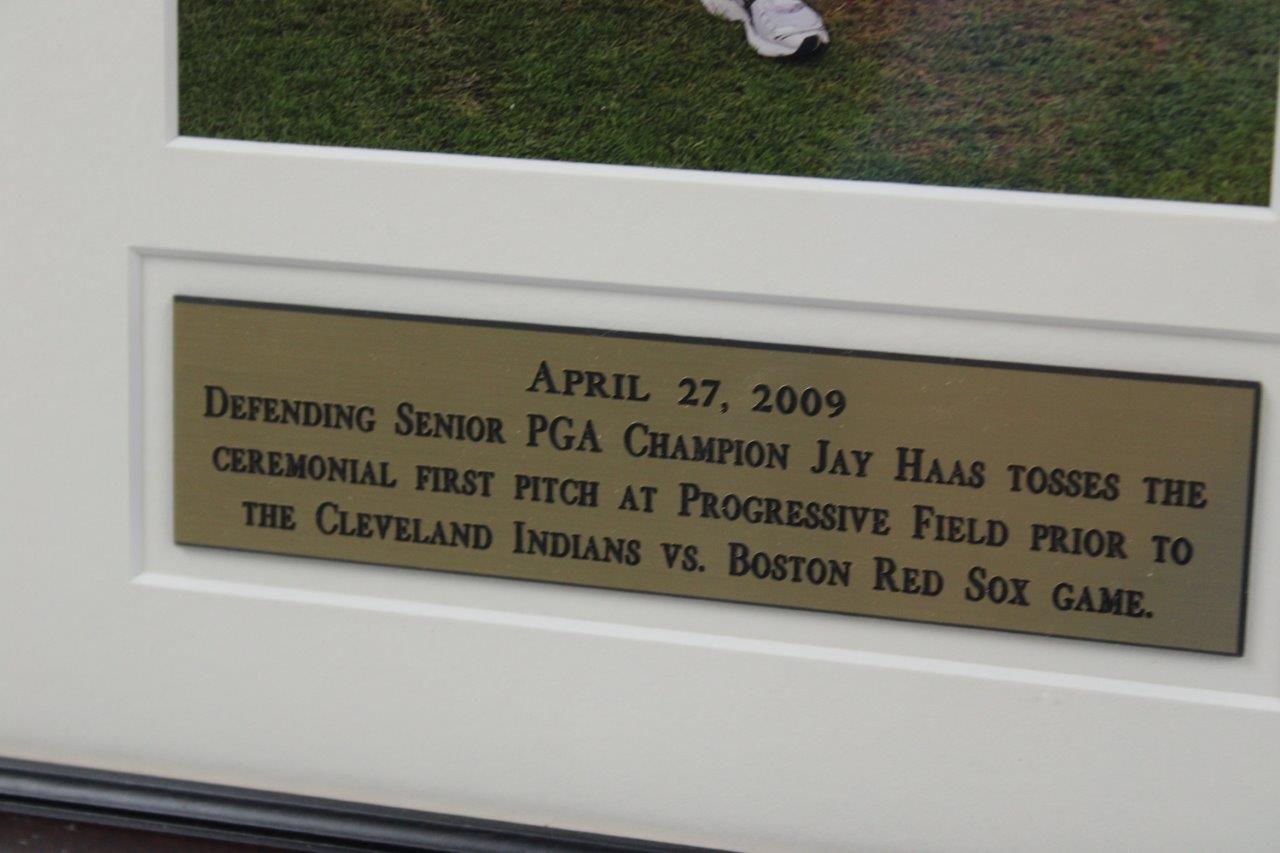 April 27, 2009
Defending Senior PGA Champion Jay Haas tosses the
ceremonial first pitch at Progressive Field prior to
the Cleveland Indians vs. Boston Red Sox game.